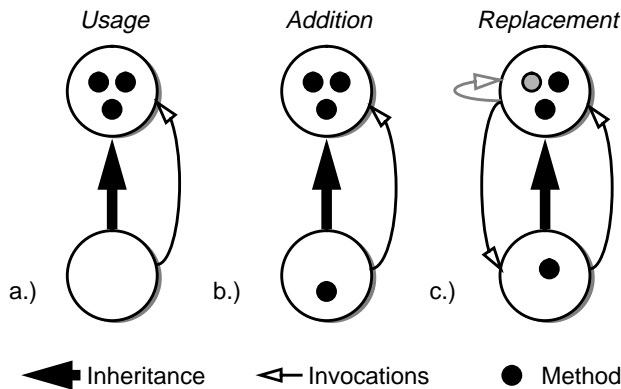 Usage Addition Replacement
a.) b.) c.)
Inheritance Invocations Method